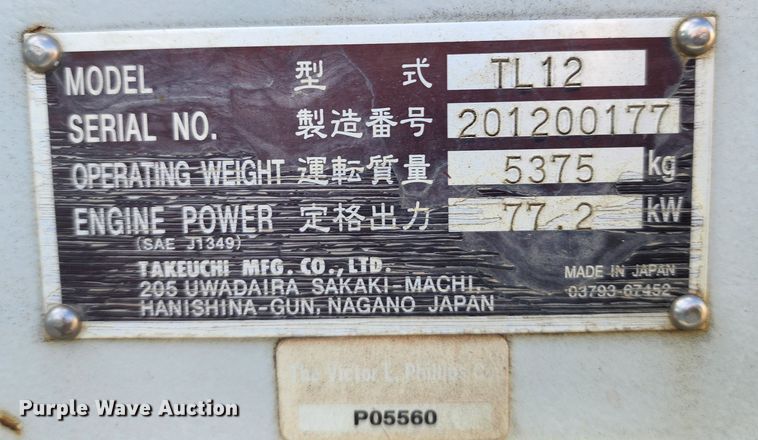 MODEL 型式 TL12
SERIAL NO. 製造番号 201200177
OPERATING WEIGHT 運転質量 5375 kg
ENGINE POWER 定格出力 77.2 kW
(SAE J1349)
TAKEUCHI MFG. CO., LTD.
205 UWADAIRA SAKAKI-MACHI,
HANISHINA-GUN, NAGANO JAPAN
MADE IN JAPAN
03793-67452
The Victor L. Phillips Co.
P05560
Purple Wave Auction